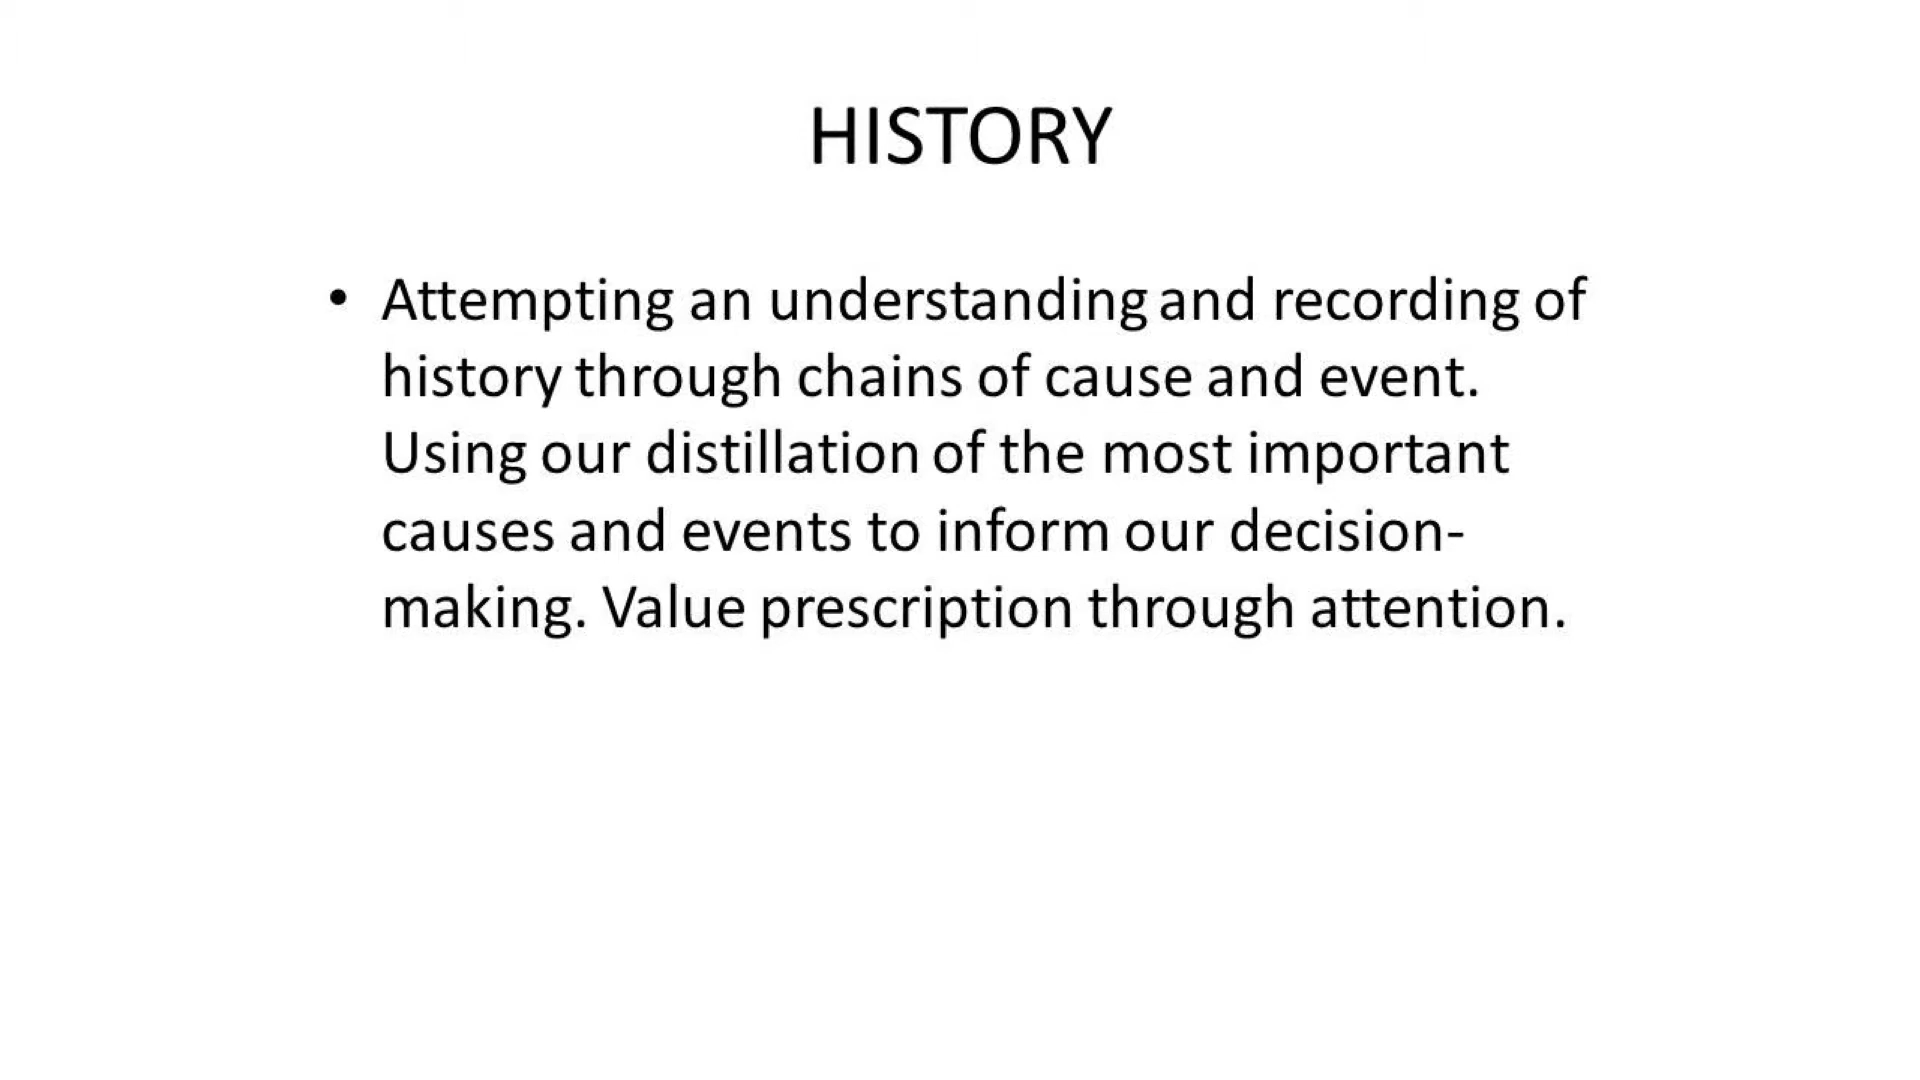 HISTORY
• Attempting an understanding and recording of
history through chains of cause and event.
Using our distillation of the most important
causes and events to inform our decision-
making. Value prescription through attention.